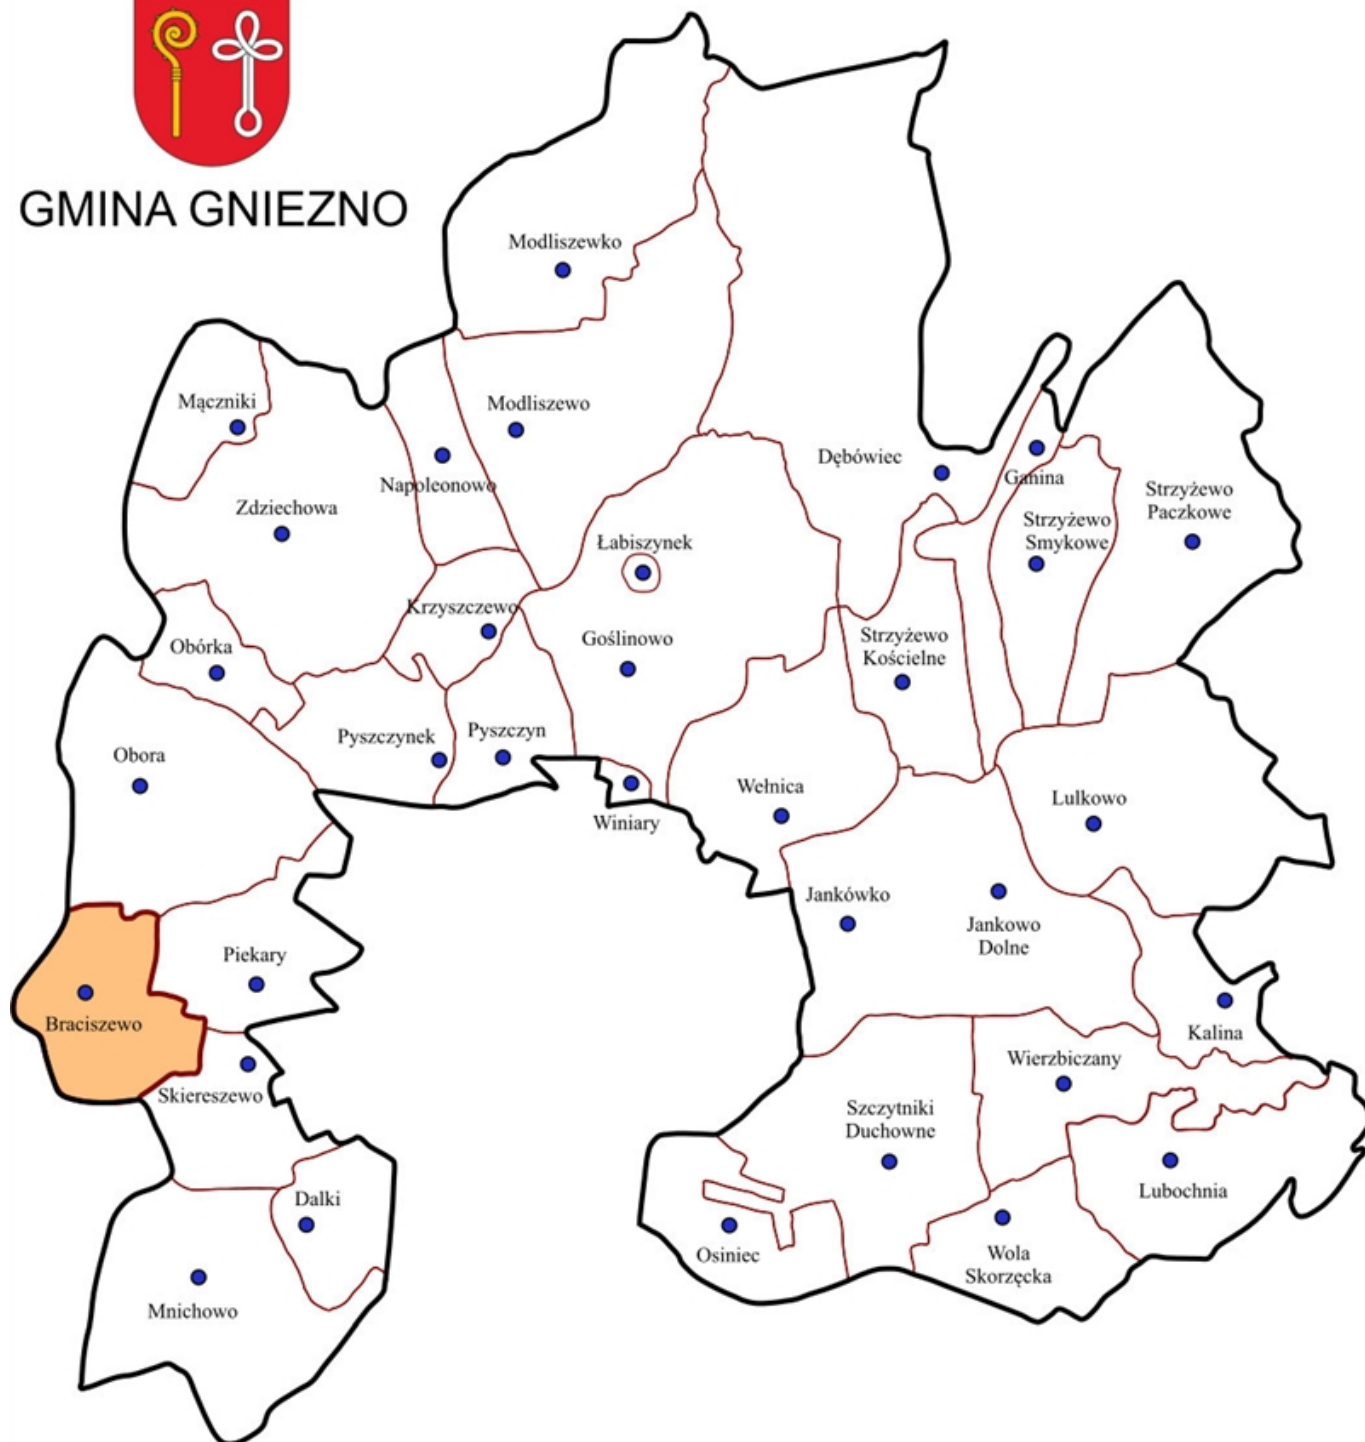 GMINA GNIEZNO
Modliszewko
Mączniki
Modliszewo
Napoleonowo
Dębówiec
Ganina
Strzyżewo
Paczkowe
Zdziechowa
Strzyżewo
Smykowe
Łabiszynek
Krzyszczewo
Obórka
Goślinowo
Strzyżewo
Kościelne
Pyszczynek
Pyszczyn
Obora
Wełnica
Lulkowo
Winiary
Jankówko
Jankowo
Dolne
Piekary
Braciszewo
Kalina
Skiereszewo
Wierzbiczany
Szczytniki
Duchowne
Dalki
Lubochnia
Osiniec
Wola
Skorzęcka
Mnichowo